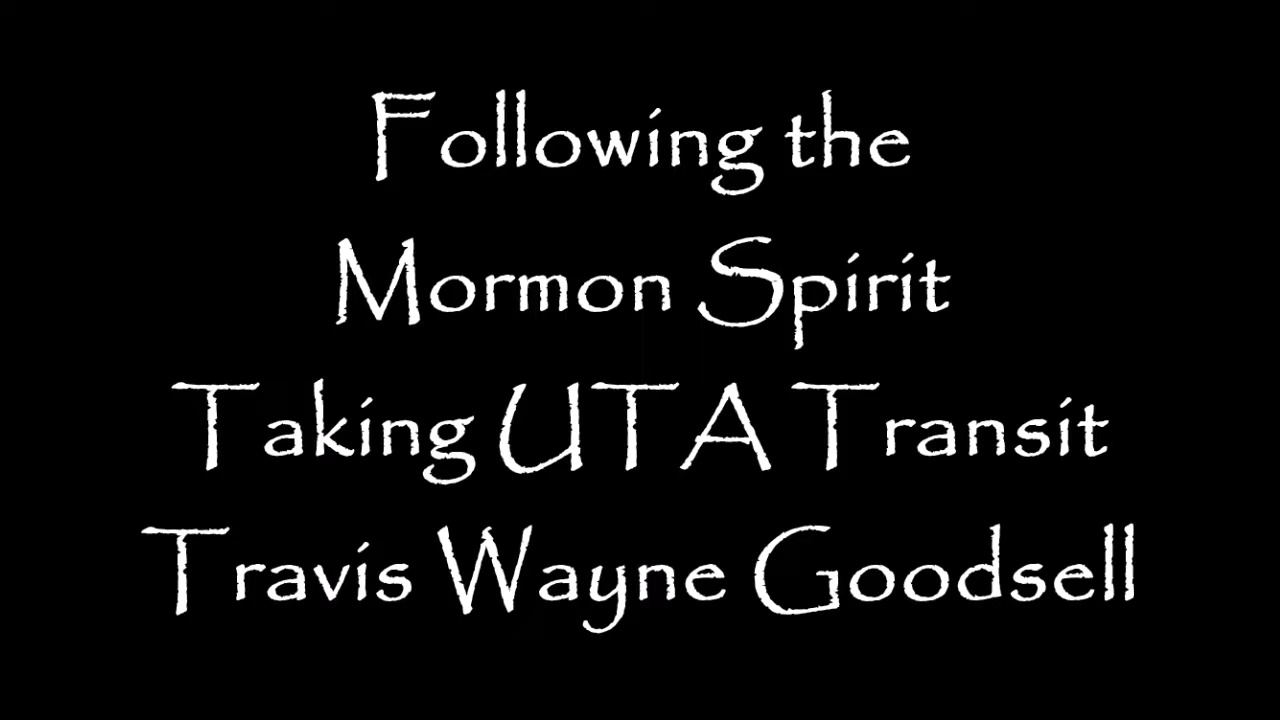 Following the
Mormon Spirit
Taking UTA Transit
Travis Wayne Goodsell